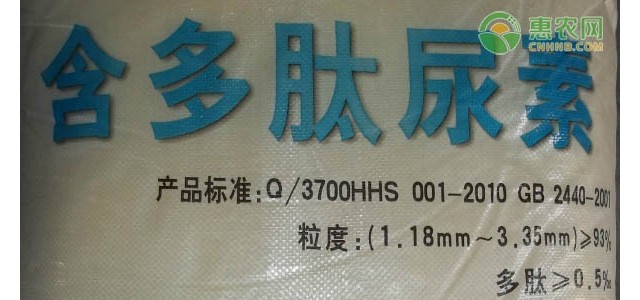 惠农网
CNHNB.COM
含多肽尿素
产品标准:Q/3700HHS 001-2010 GB 2440-2001
粒度:(1.18mm~3.35mm)≥93%
多肽≥0.5‰